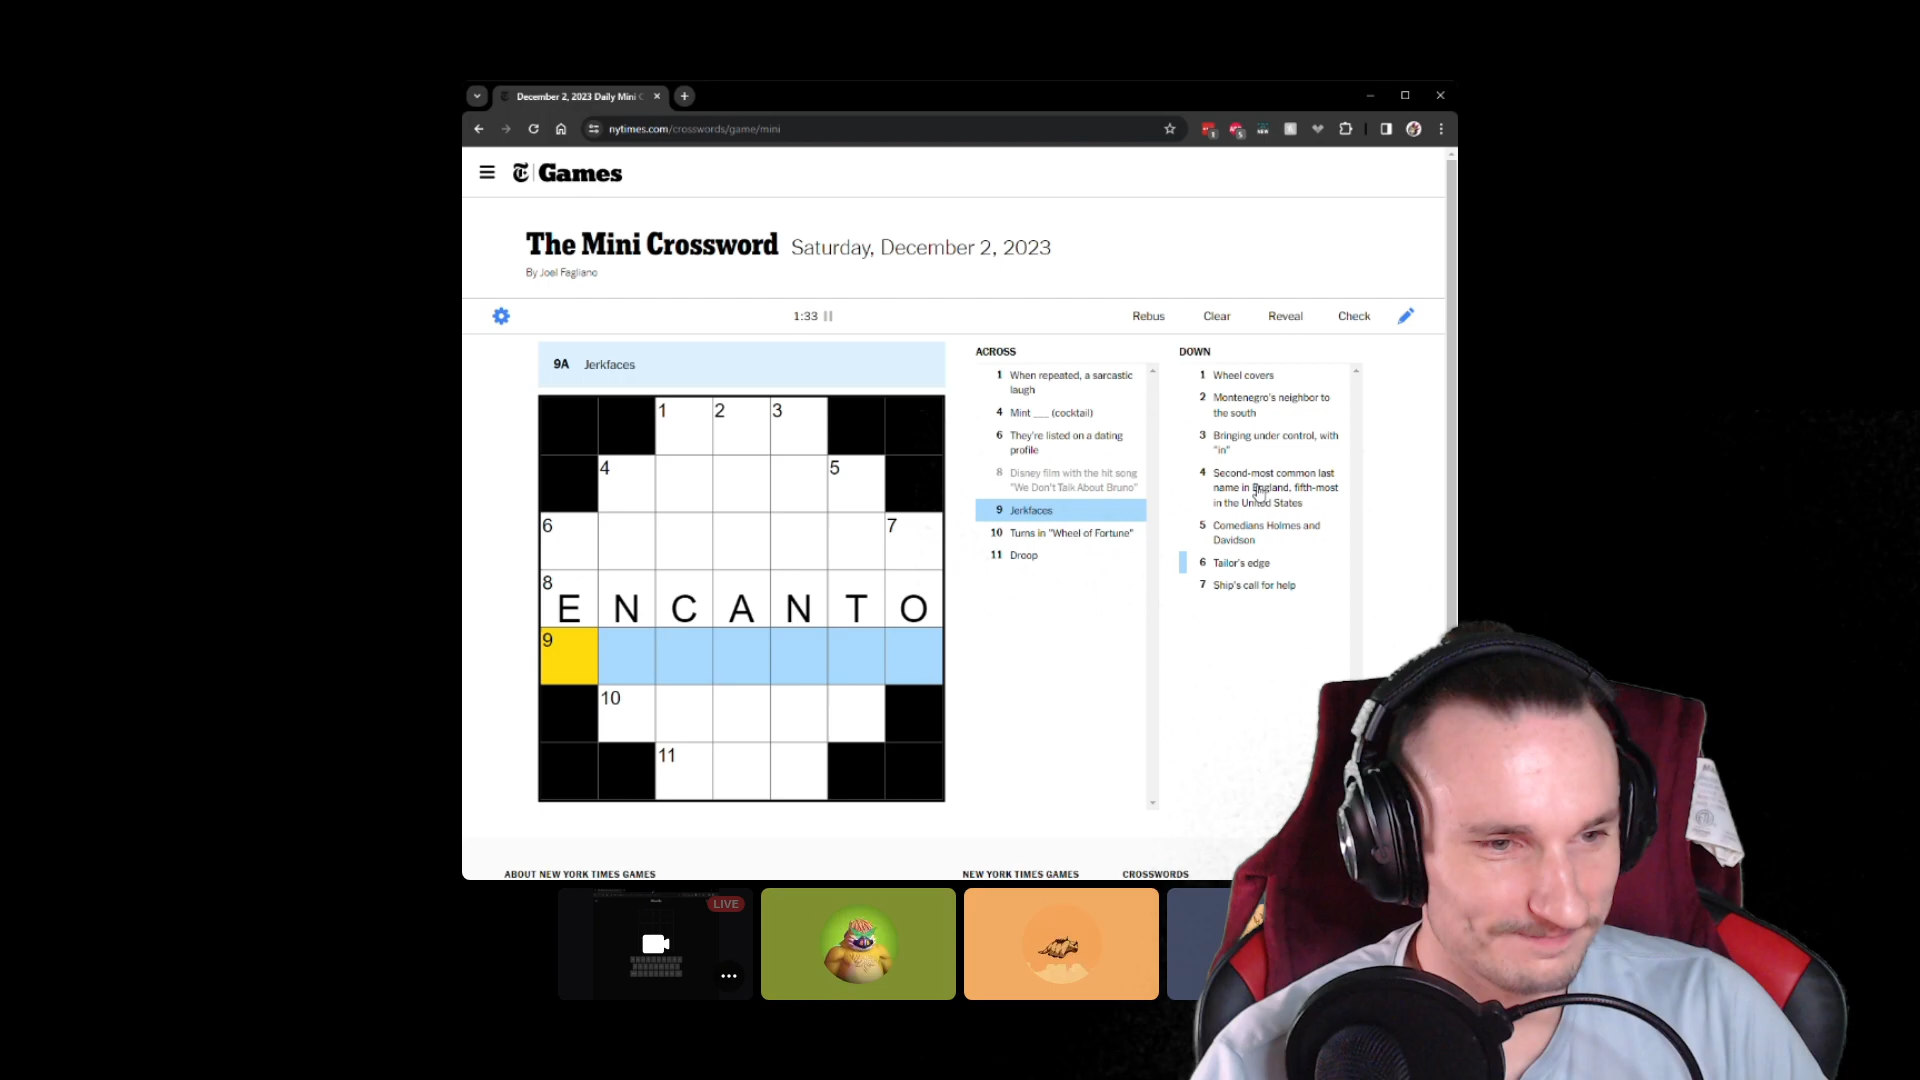 December 2, 2023 Daily Mini C
nytimes.com/crosswords/game/mini
Games
The Mini Crossword Saturday, December 2, 2023
By Joel Fagliano
1:33
Rebus Clear Reveal Check
9A Jerkfaces
1 2 3
4 5
6 7
8
E N C A N T O
9
10
11
ACROSS
1 When repeated, a sarcastic
laugh
4 Mint ___ (cocktail)
6 They're listed on a dating
profile
8 Disney film with the hit song
"We Don't Talk About Bruno"
9 Jerkfaces
10 Turns in "Wheel of Fortune"
11 Droop
DOWN
1 Wheel covers
2 Montenegro's neighbor to
the south
3 Bringing under control, with
"in"
4 Second-most common last
name in England, fifth-most
in the United States
5 Comedians Holmes and
Davidson
6 Tailor's edge
7 Ship's call for help
ABOUT NEW YORK TIMES GAMES
NEW YORK TIMES GAMES
CROSSWORDS
LIVE